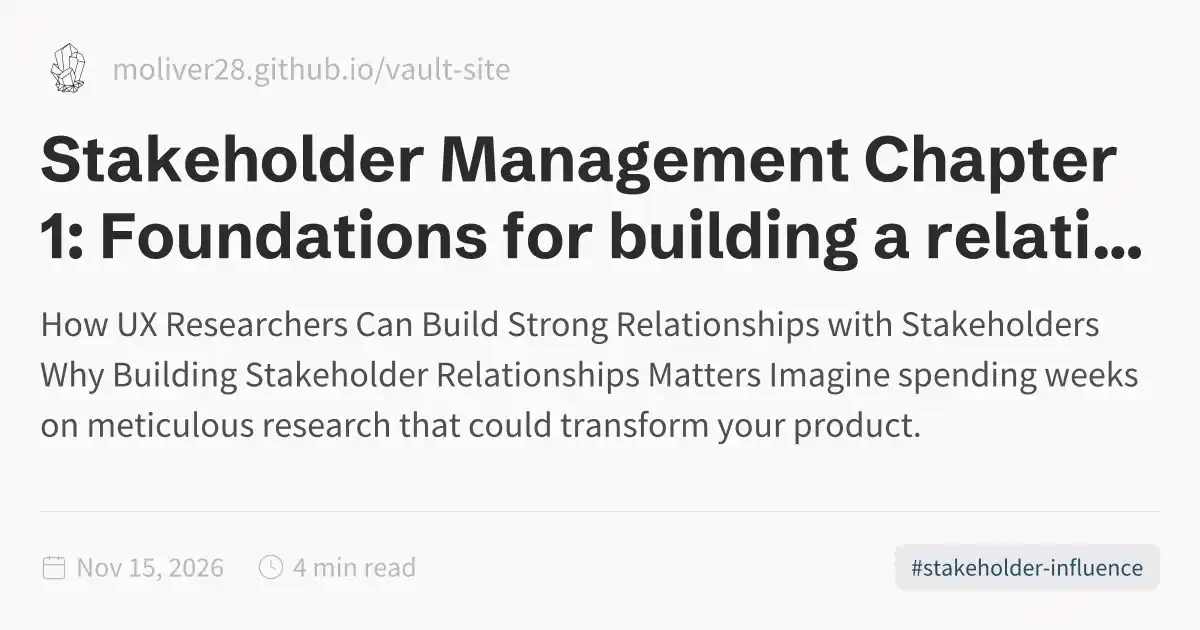 moliver28.github.io/vault-site
Stakeholder Management Chapter
1: Foundations for building a relati...
How UX Researchers Can Build Strong Relationships with Stakeholders
Why Building Stakeholder Relationships Matters Imagine spending weeks
on meticulous research that could transform your product.
Nov 15, 2026 4 min read #stakeholder-influence